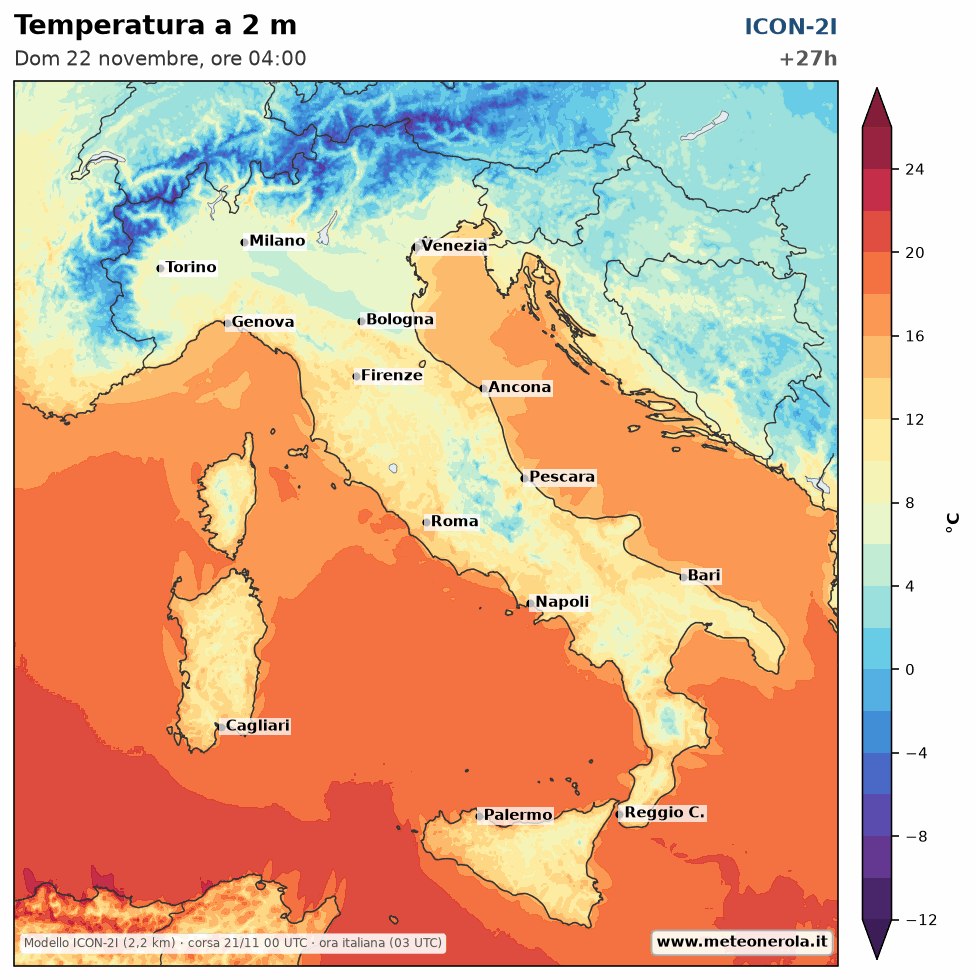 Temperatura a 2 m
ICON-2I
Dom 22 novembre, ore 04:00
+27h
24
20
16
12
8
4
0
−4
−8
−12
°C
Milano
Venezia
Torino
Genova
Bologna
Firenze
Ancona
Pescara
Roma
Bari
Napoli
Cagliari
Palermo
Reggio C.
Modello ICON-2I (2,2 km) · corsa 21/11 00 UTC · ora italiana (03 UTC)
www.meteonerola.it